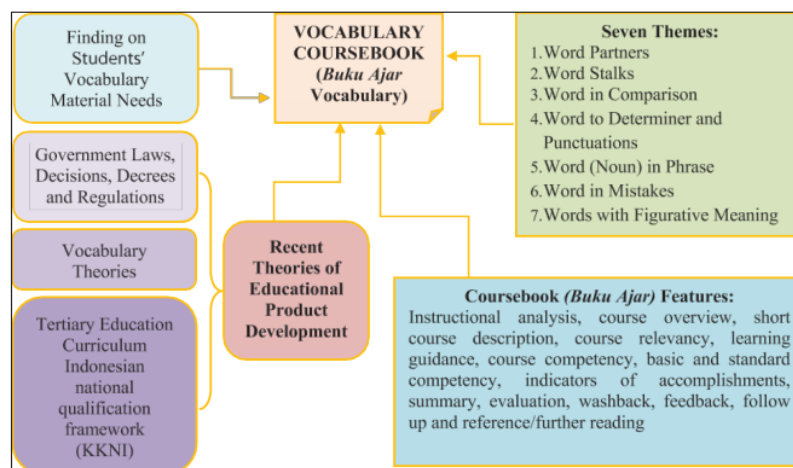 Finding on
Students'
Vocabulary
Material Needs
VOCABULARY
COURSEBOOK
(Buku Ajar
Vocabulary)
Seven Themes:
1.Word Partners
2.Word Stalks
3.Word in Comparison
4.Word to Determiner and
Punctuations
5.Word (Noun) in Phrase
6.Word in Mistakes
7.Words with Figurative Meaning
Government Laws,
Decisions, Decrees
and Regulations
Vocabulary
Theories
Tertiary Education
Curriculum
Indonesian
national
qualification
framework
(KKNI)
Recent
Theories of
Educational
Product
Development
Coursebook (Buku Ajar) Features:
Instructional analysis, course overview, short
course description, course relevancy, learning
guidance, course competency, basic and standard
competency, indicators of accomplishments,
summary, evaluation, washback, feedback, follow
up and reference/further reading